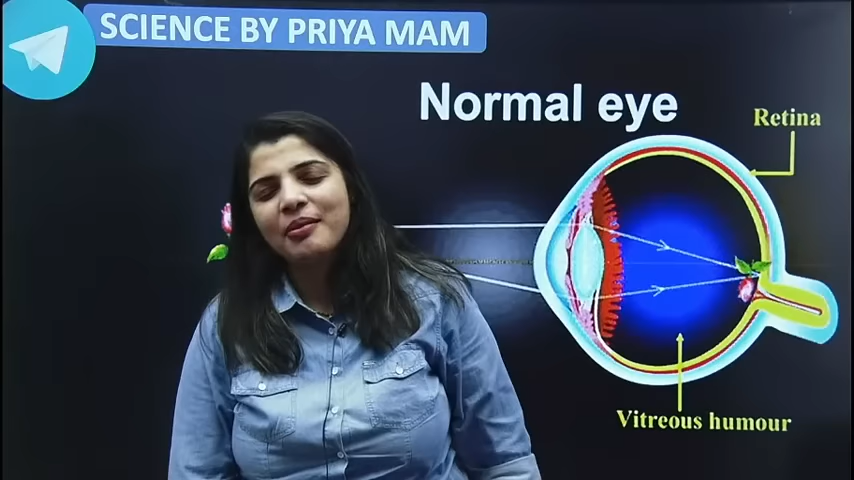 SCIENCE BY PRIYA MAM
Normal eye
Retina
Vitreous humour